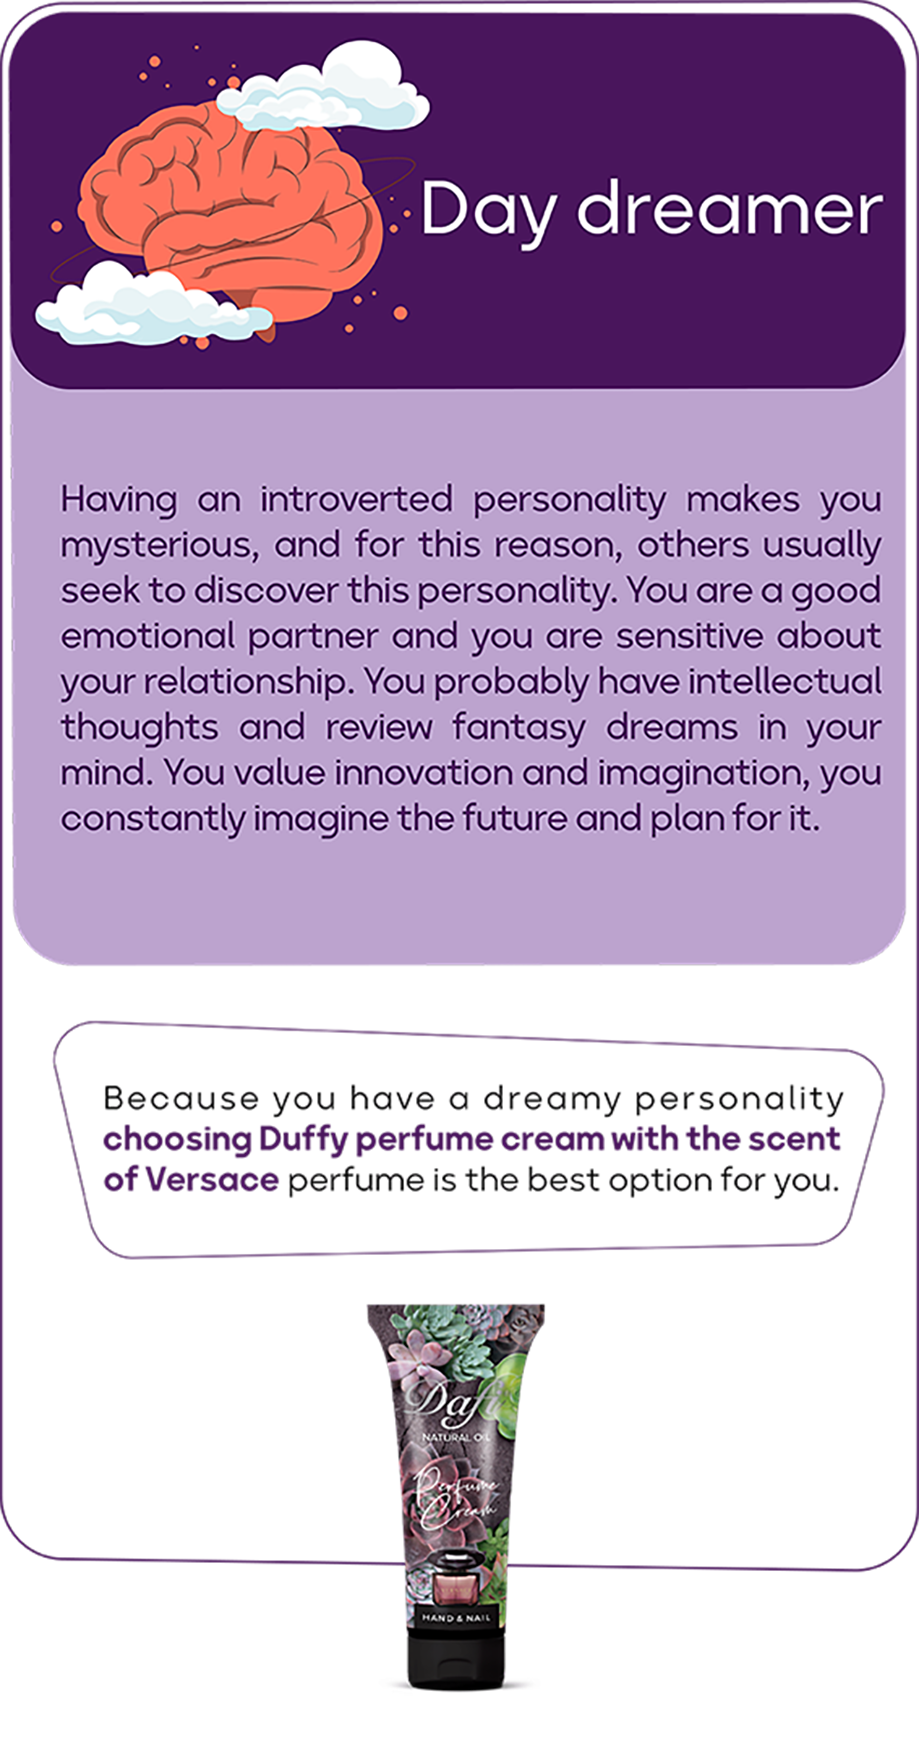 Day dreamer
Having an introverted personality makes you
mysterious, and for this reason, others usually
seek to discover this personality. You are a good
emotional partner and you are sensitive about
your relationship. You probably have intellectual
thoughts and review fantasy dreams in your
mind. You value innovation and imagination, you
constantly imagine the future and plan for it.
Because you have a dreamy personality
choosing Duffy perfume cream with the scent
of Versace perfume is the best option for you.
Dafi
NATURAL OIL
Perfume
Cream
HAND & NAIL